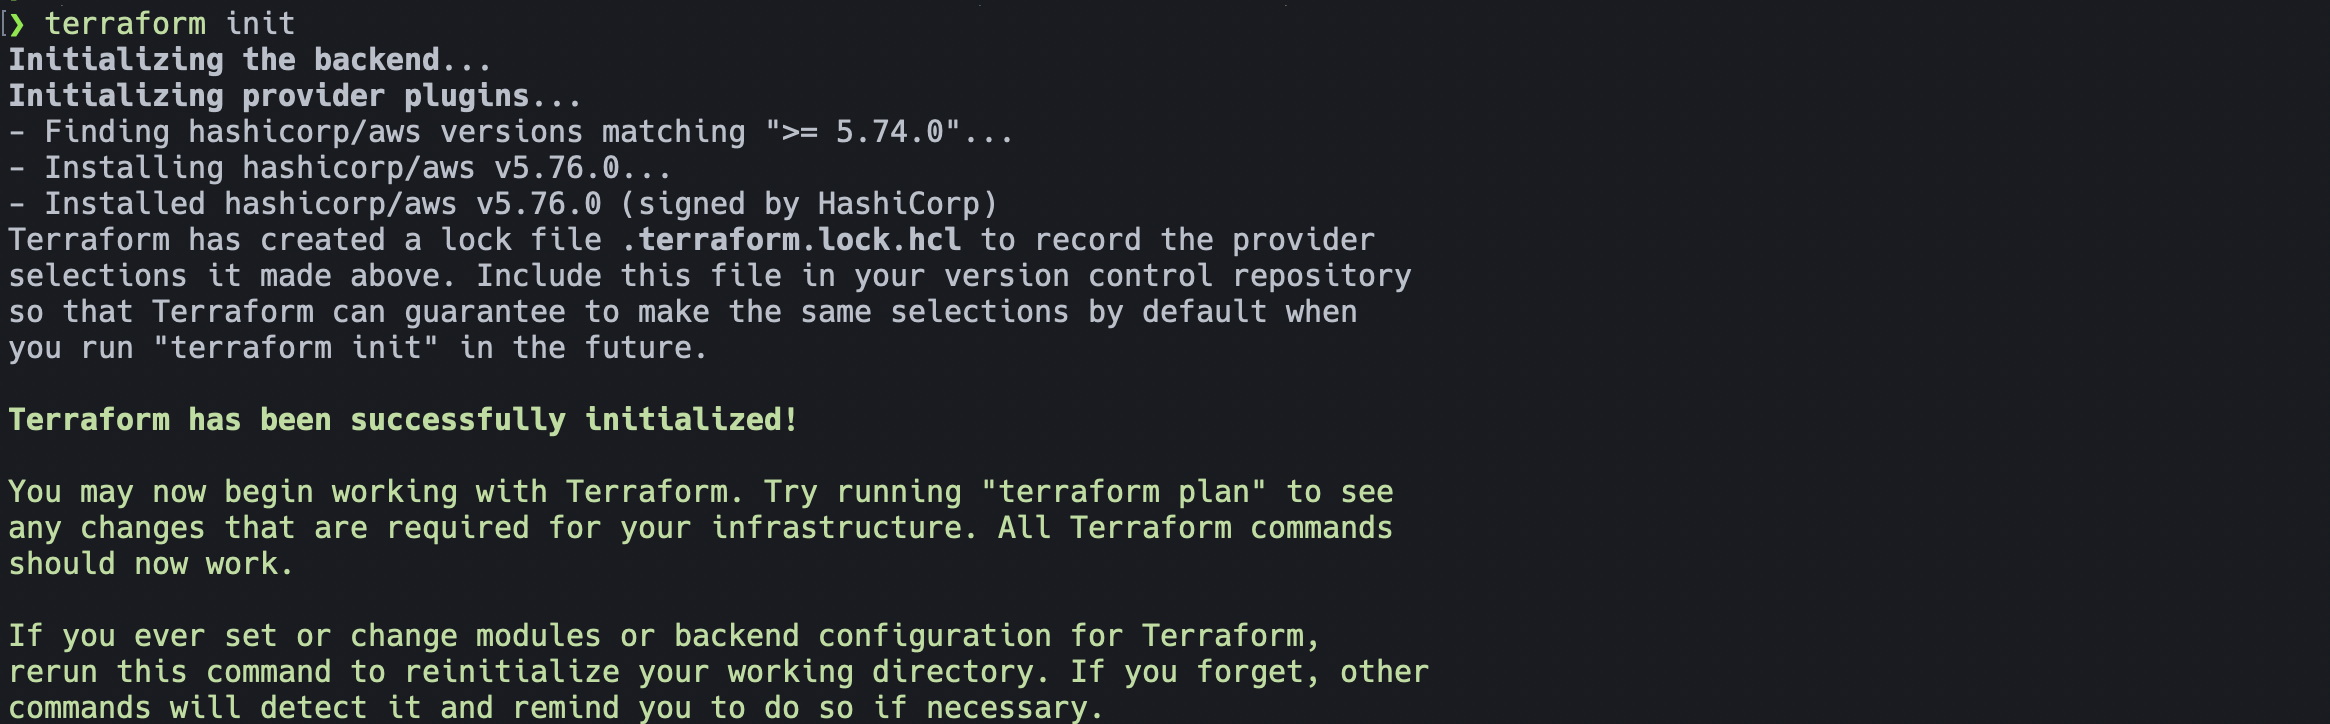 [❯ terraform init
Initializing the backend...
Initializing provider plugins...
- Finding hashicorp/aws versions matching ">= 5.74.0"...
- Installing hashicorp/aws v5.76.0...
- Installed hashicorp/aws v5.76.0 (signed by HashiCorp)
Terraform has created a lock file .terraform.lock.hcl to record the provider
selections it made above. Include this file in your version control repository
so that Terraform can guarantee to make the same selections by default when
you run "terraform init" in the future.
Terraform has been successfully initialized!
You may now begin working with Terraform. Try running "terraform plan" to see
any changes that are required for your infrastructure. All Terraform commands
should now work.
If you ever set or change modules or backend configuration for Terraform,
rerun this command to reinitialize your working directory. If you forget, other
commands will detect it and remind you to do so if necessary.